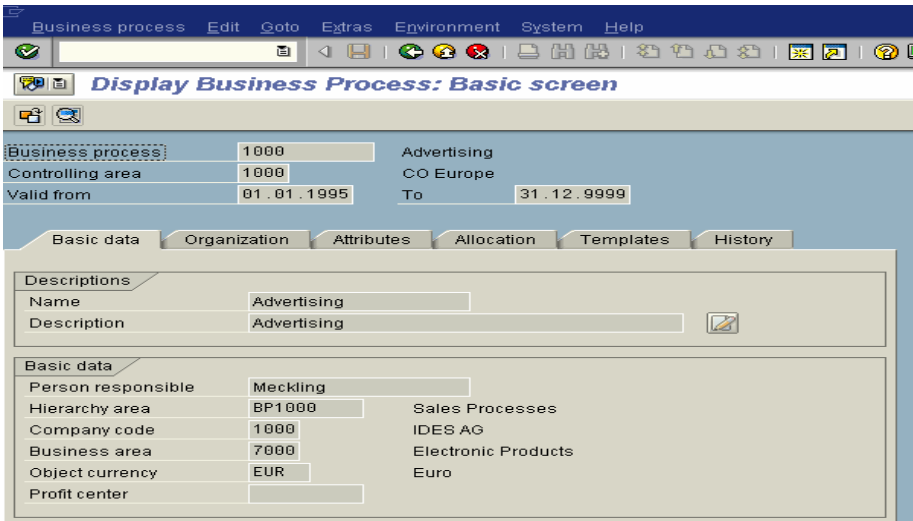 Business process Edit Goto Extras Environment System Help
Display Business Process: Basic screen
Business process 1000 Advertising
Controlling area 1000 CO Europe
Valid from 01.01.1995 To 31.12.9999
Basic data Organization Attributes Allocation Templates History
Descriptions
Name Advertising
Description Advertising
Basic data
Person responsible Meckling
Hierarchy area BP1000 Sales Processes
Company code 1000 IDES AG
Business area 7000 Electronic Products
Object currency EUR Euro
Profit center